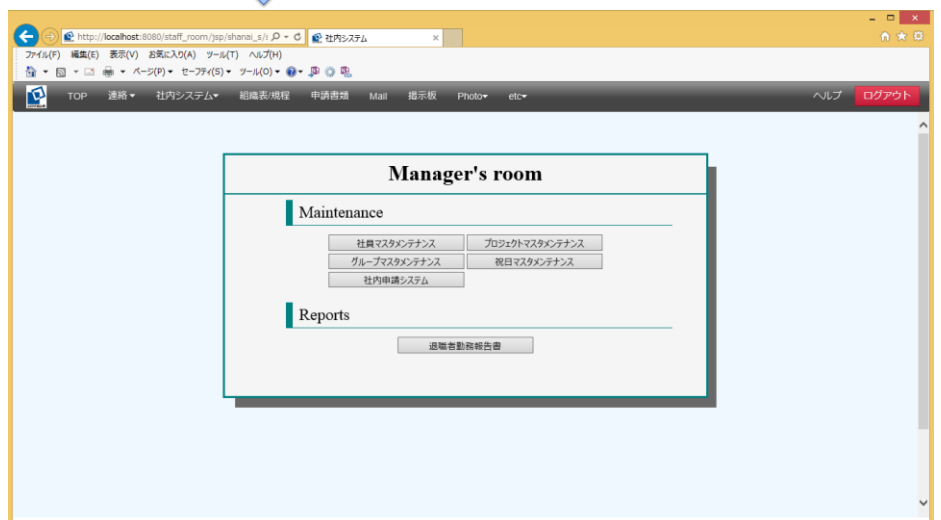 http://localhost:8080/staff_room/jsp/shanai_s/
社内システム
ファイル(F) 編集(E) 表示(V) お気に入り(A) ツール(T) ヘルプ(H)
ページ(P) セーフティ(S) ツール(O)
TOP 連絡 社内システム 組織表/規程 申請書類 Mail 掲示板 Photo etc ヘルプ ログアウト
Manager's room
Maintenance
社員マスタメンテナンス プロジェクトマスタメンテナンス
グループマスタメンテナンス 祝日マスタメンテナンス
社内申請システム
Reports
退職者勤務報告書